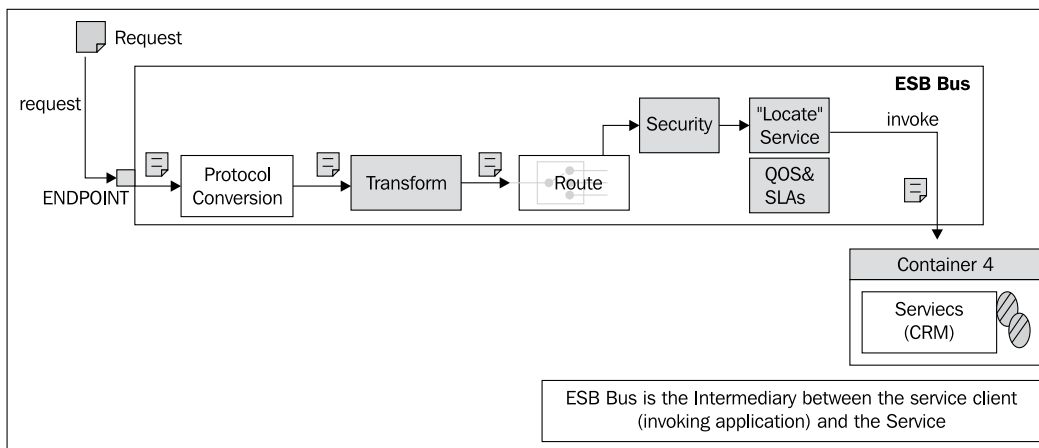 Request
ESB Bus
request
Security
"Locate"
Service
invoke
ENDPOINT
Protocol
Conversion
Transform
Route
QOS&
SLAs
Container 4
Serviecs
(CRM)
ESB Bus is the Intermediary between the service client
(invoking application) and the Service